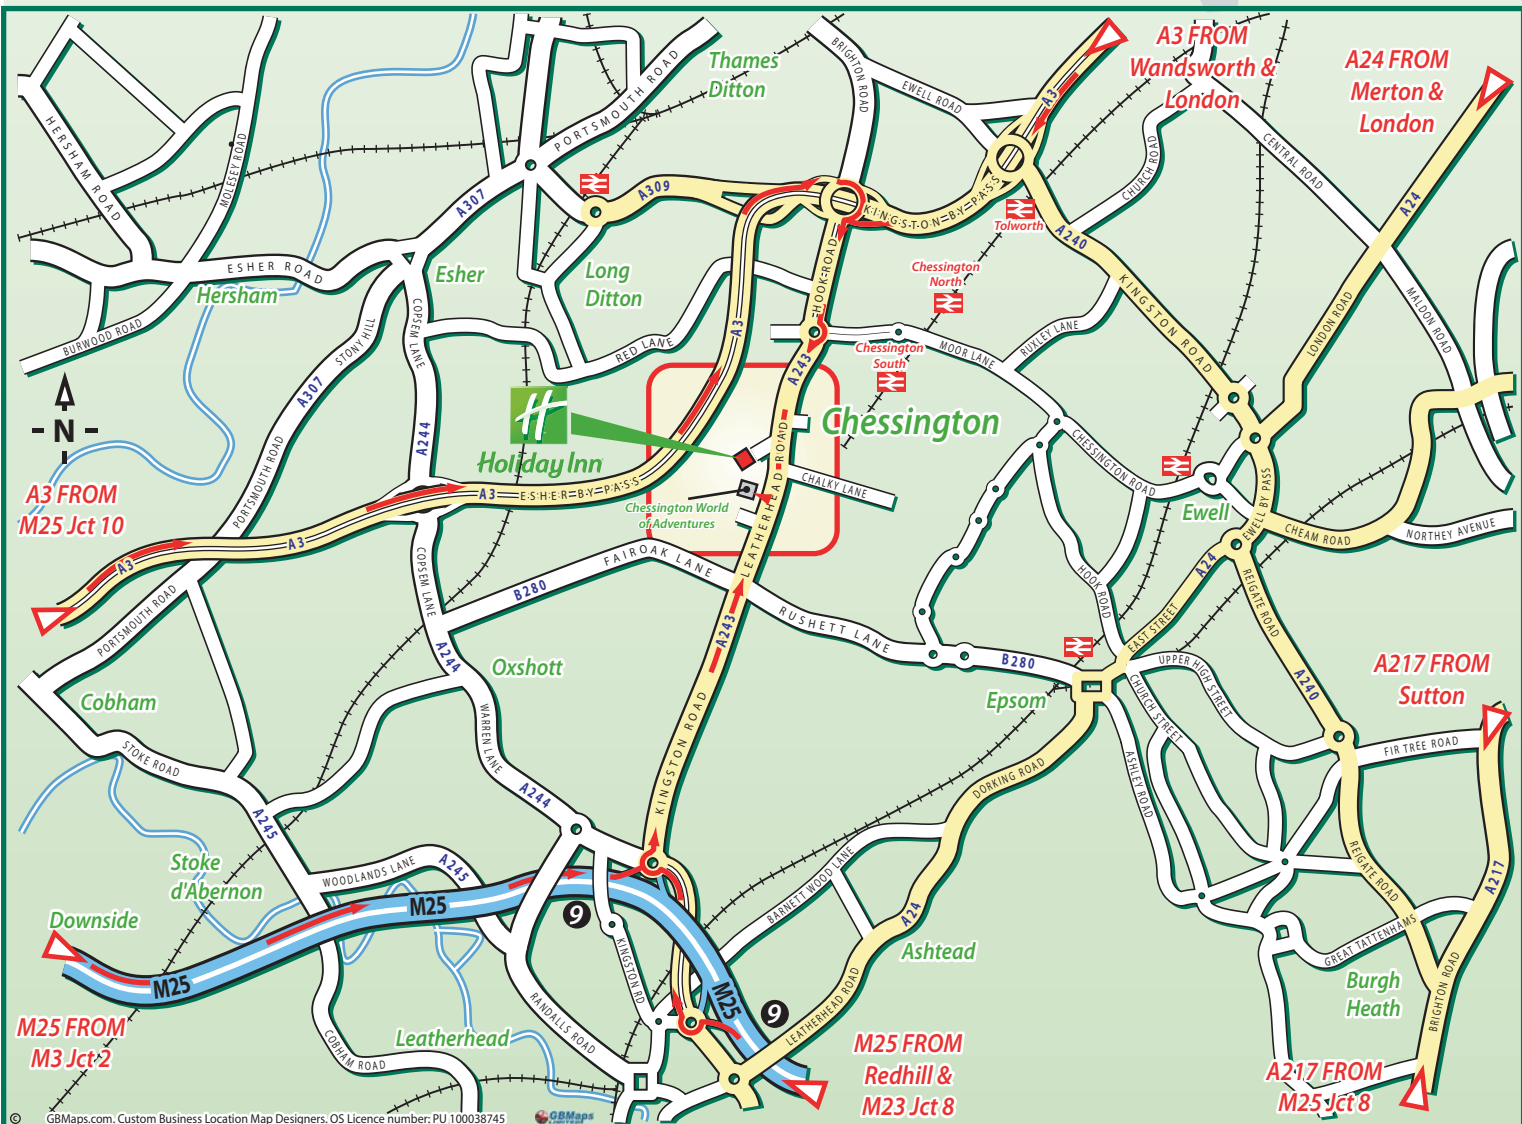 Thames
Ditton
A3 FROM
Wandsworth &
London
A24 FROM
Merton &
London
BRIGHTON ROAD
EWELL ROAD
A3
PORTSMOUTH ROAD
HERSHAM ROAD
MOLESEY ROAD
CENTRAL ROAD
CHURCH ROAD
A309
A307
KINGSTON BY PASS
Tolworth
A240
A24
ESHER ROAD
Esher
Hersham
Long
Ditton
HOOK ROAD
Chessington
North
KINGSTON ROAD
BURWOOD ROAD
STONY HILL
COPSEM LANE
RED LANE
A3
Chessington
South
MOOR LANE
RUXLEY LANE
LONDON ROAD
MALDON ROAD
A243
N
A307
H
Holiday Inn
Chessington
A244
PORTSMOUTH ROAD
LEATHERHEAD ROAD
CHALKY LANE
CHESSINGTON ROAD
Ewell
EWELL BY PASS
CHEAM ROAD
NORTHEY AVENUE
A3 FROM
M25 Jct 10
A3
ESHER BY PASS
Chessington World
of Adventures
A3
A3
COPSEM LANE
FAIROAK LANE
B280
HOOK ROAD
A24
REIGATE ROAD
PORTSMOUTH ROAD
A243
RUSHETT LANE
EAST STREET
B280
A244
Oxshott
UPPER HIGH STREET
A240
A217 FROM
Sutton
Cobham
Epsom
CHURCH STREET
FIR TREE ROAD
STOKE ROAD
WARREN LANE
KINGSTON ROAD
DORKING ROAD
ASHLEY ROAD
A244
A245
Stoke
d'Abernon
WOODLANDS LANE
A245
BARNETT WOOD LANE
REIGATE ROAD
A217
Downside
M25
9
A24
GREAT TATTENHAMS
M25
KINGSTON RD
Ashtead
BRIGHTON ROAD
Burgh
Heath
M25 FROM
M3 Jct 2
RANDALLS ROAD
M25
9
LEATHERHEAD ROAD
COBHAM ROAD
Leatherhead
M25 FROM
Redhill &
M23 Jct 8
A217 FROM
M25 Jct 8
© GBMaps.com. Custom Business Location Map Designers. OS Licence number: PU 100038745
GBMaps
LIMITED